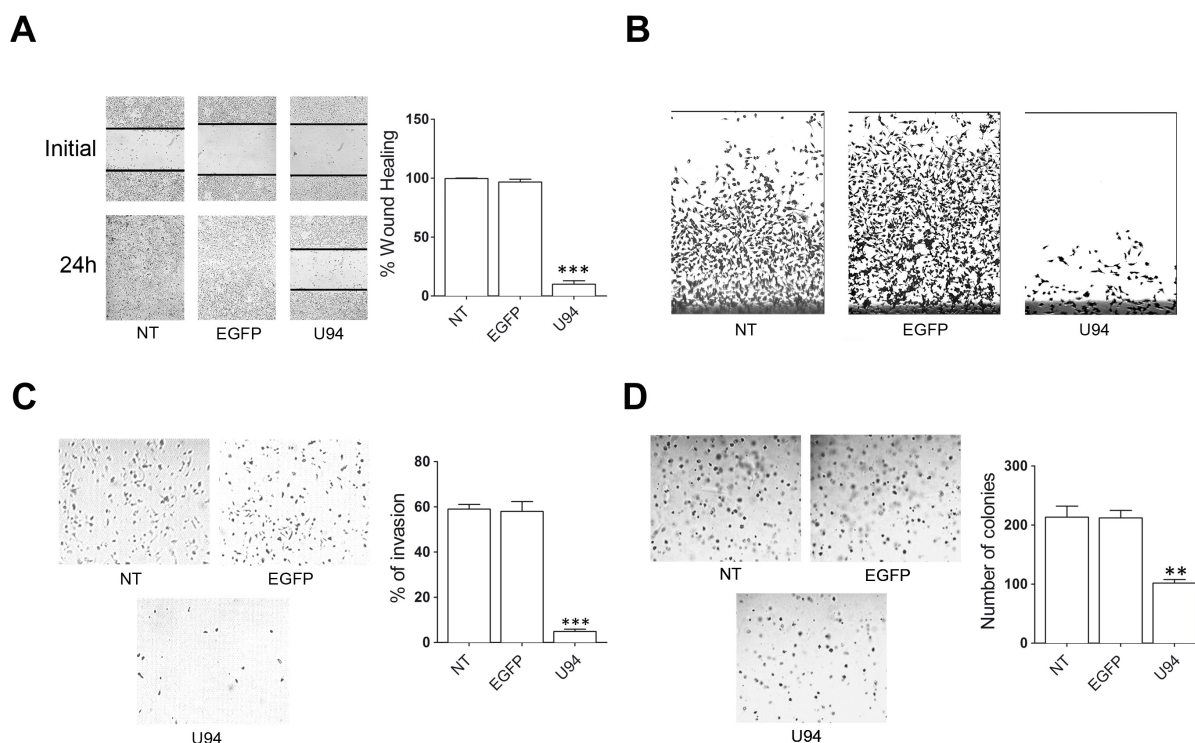 A
Initial
24h
NT
EGFP
U94
% Wound Healing
150
100
50
0
***
NT
EGFP
U94
B
NT
EGFP
U94
C
NT
EGFP
U94
% of invasion
80
60
40
20
0
***
NT
EGFP
U94
D
NT
EGFP
U94
Number of colonies
300
200
100
0
**
NT
EGFP
U94